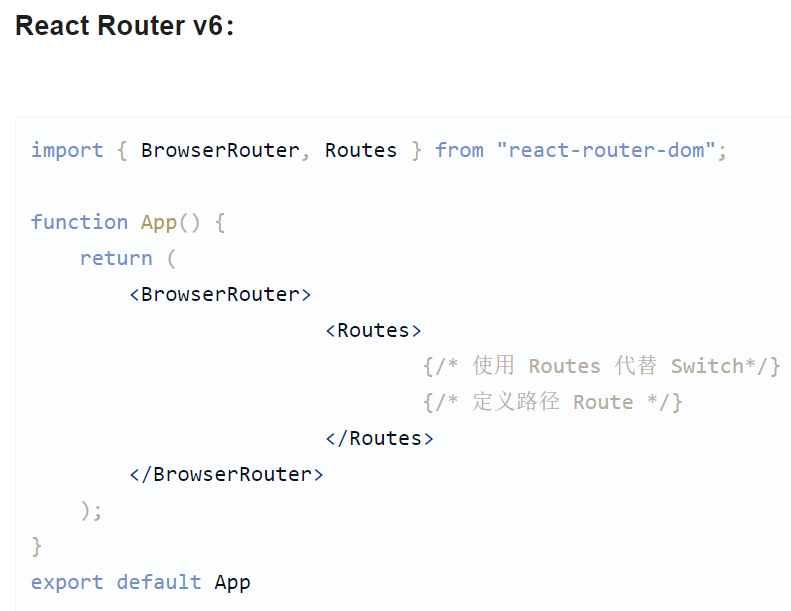 React Router v6：
import { BrowserRouter, Routes } from "react-router-dom";
function App() {
return (
<BrowserRouter>
<Routes>
{/* 使用 Routes 代替 Switch*/}
{/* 定义路径 Route */}
</Routes>
</BrowserRouter>
);
}
export default App